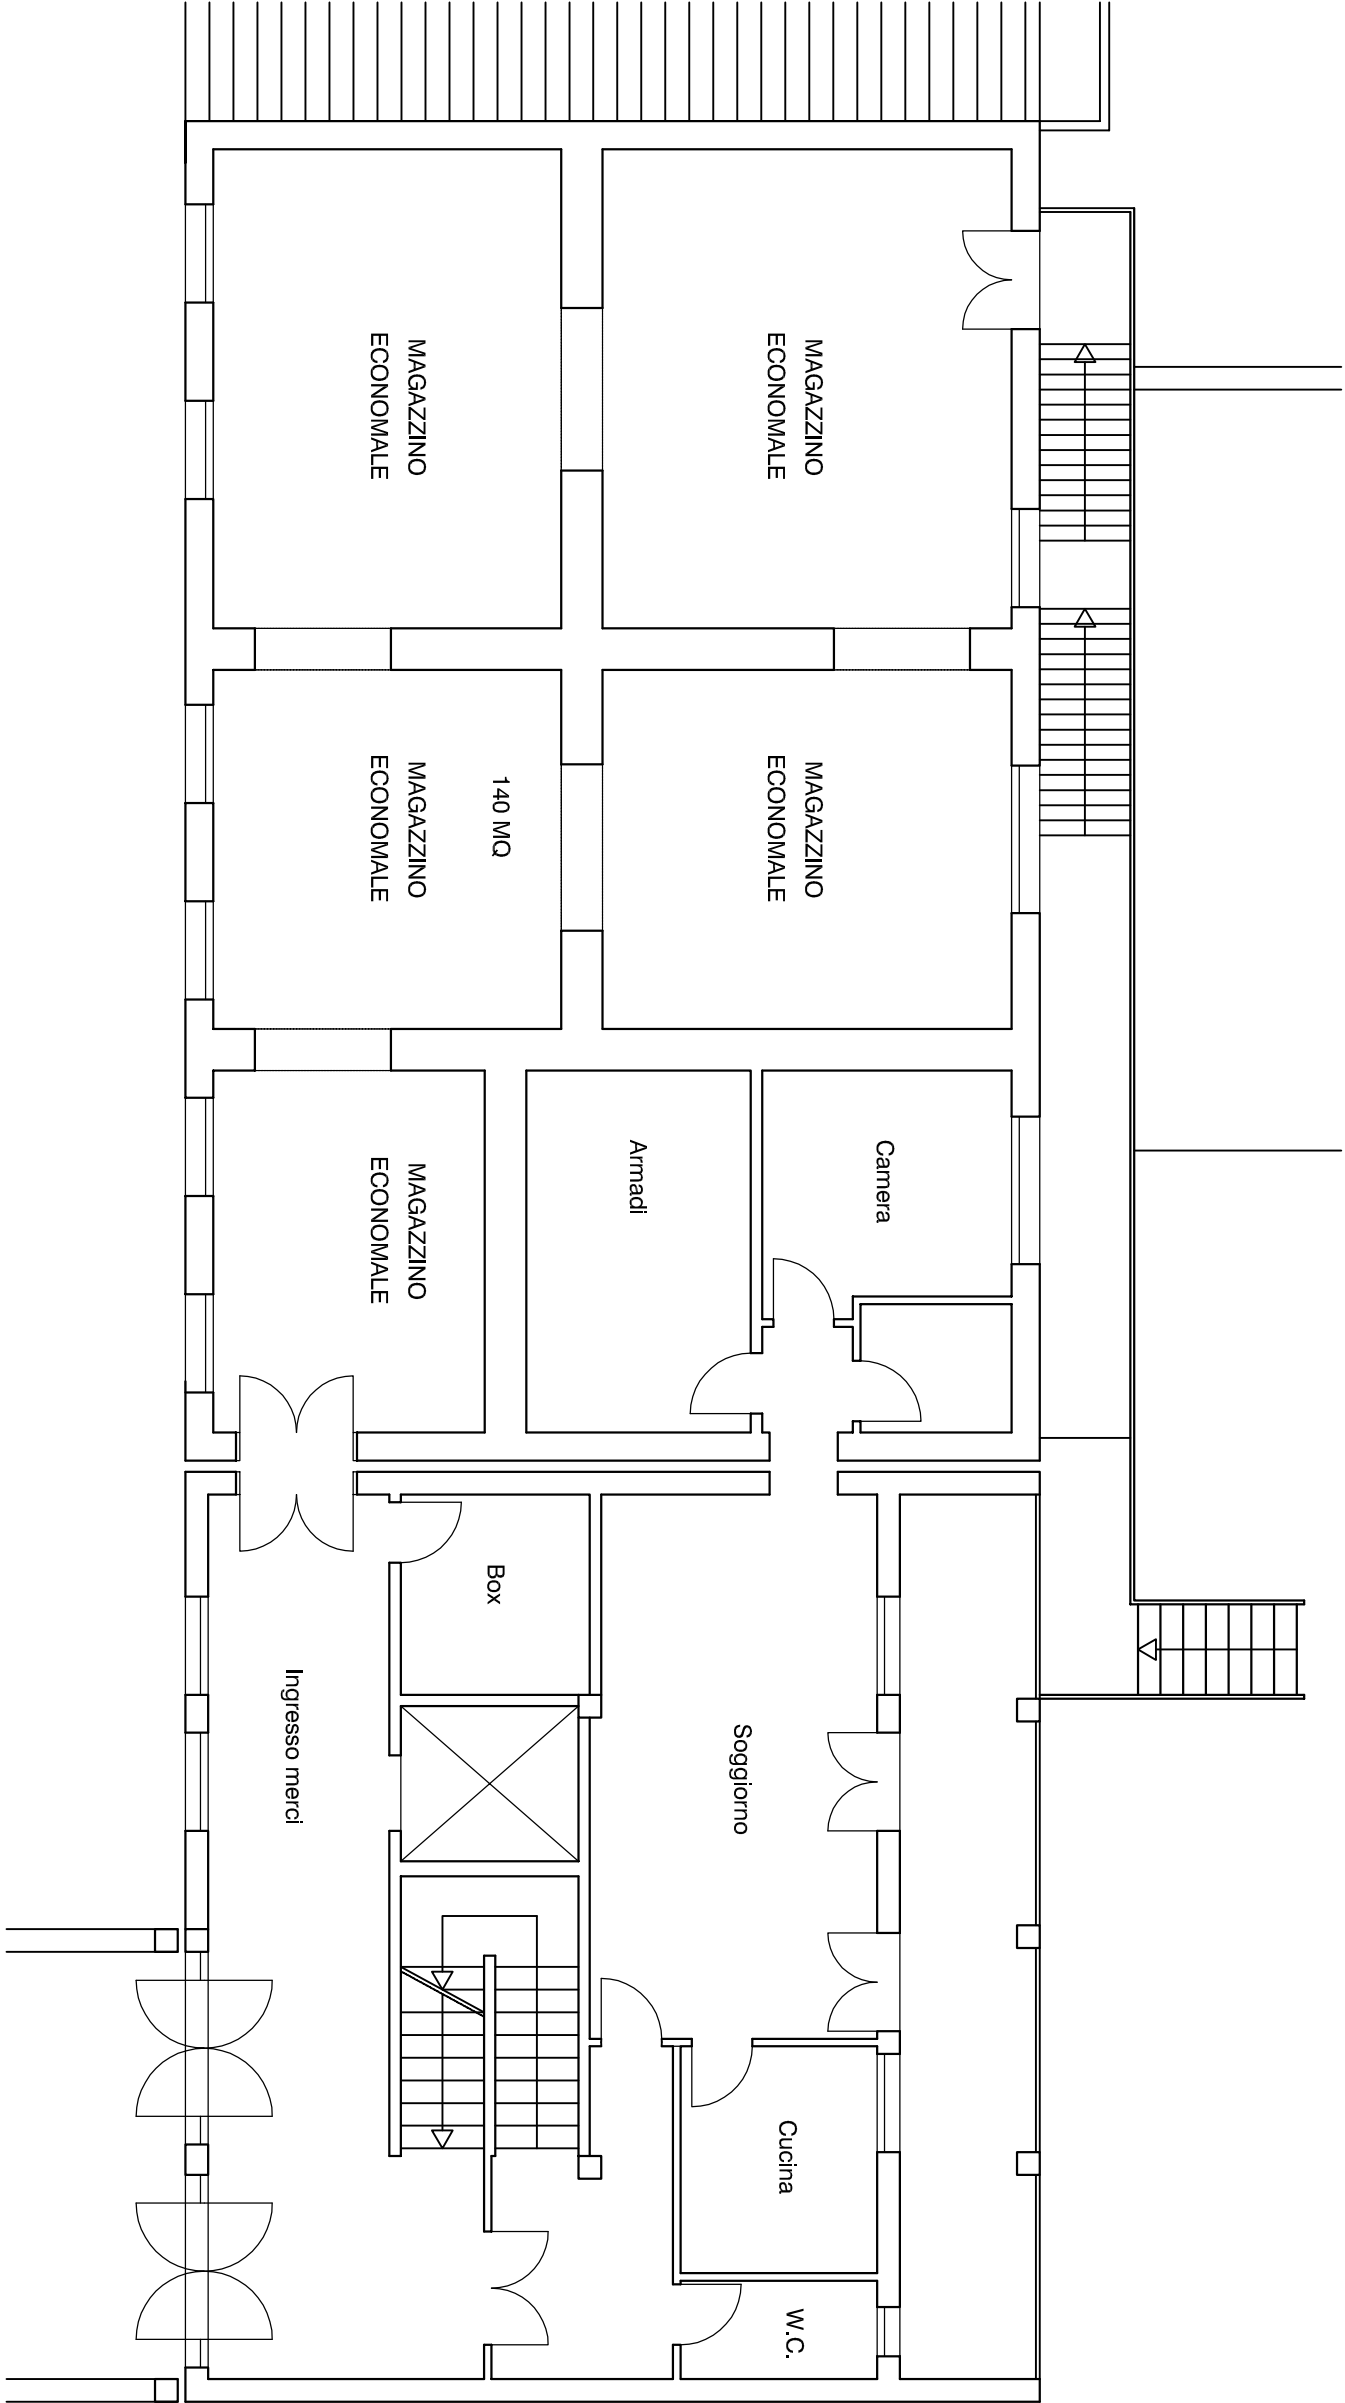 MAGAZZINO
ECONOMALE
MAGAZZINO
ECONOMALE
MAGAZZINO
ECONOMALE
140 MQ
MAGAZZINO
ECONOMALE
Camera
Armadi
MAGAZZINO
ECONOMALE
Box
Ingresso merci
Soggiorno
Cucina
W.C.